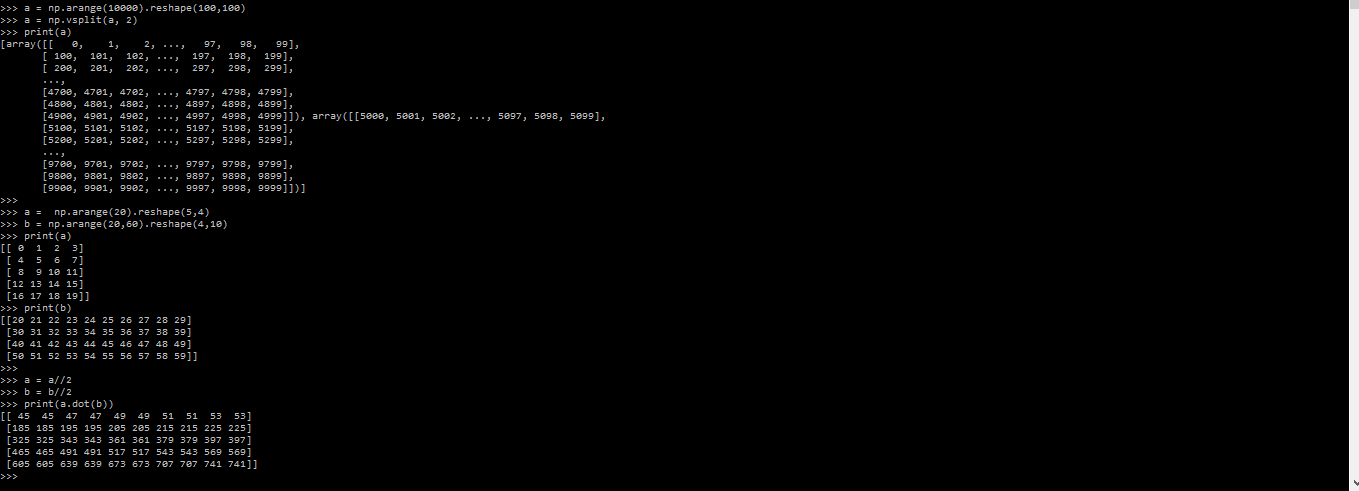 >>> a = np.arange(10000).reshape(100,100)
>>> a = np.vsplit(a, 2)
>>> print(a)
[array([[   0,    1,    2, ...,   97,   98,   99],
       [ 100,  101,  102, ...,  197,  198,  199],
       [ 200,  201,  202, ...,  297,  298,  299],
       ...,
       [4700, 4701, 4702, ..., 4797, 4798, 4799],
       [4800, 4801, 4802, ..., 4897, 4898, 4899],
       [4900, 4901, 4902, ..., 4997, 4998, 4999]]), array([[5000, 5001, 5002, ..., 5097, 5098, 5099],
       [5100, 5101, 5102, ..., 5197, 5198, 5199],
       [5200, 5201, 5202, ..., 5297, 5298, 5299],
       ...,
       [9700, 9701, 9702, ..., 9797, 9798, 9799],
       [9800, 9801, 9802, ..., 9897, 9898, 9899],
       [9900, 9901, 9902, ..., 9997, 9998, 9999]])]
>>>
>>> a =  np.arange(20).reshape(5,4)
>>> b = np.arange(20,60).reshape(4,10)
>>> print(a)
[[ 0  1  2  3]
 [ 4  5  6  7]
 [ 8  9 10 11]
 [12 13 14 15]
 [16 17 18 19]]
>>> print(b)
[[20 21 22 23 24 25 26 27 28 29]
 [30 31 32 33 34 35 36 37 38 39]
 [40 41 42 43 44 45 46 47 48 49]
 [50 51 52 53 54 55 56 57 58 59]]
>>>
>>> a = a//2
>>> b = b//2
>>> print(a.dot(b))
[[ 45  45  47  47  49  49  51  51  53  53]
 [185 185 195 195 205 205 215 215 225 225]
 [325 325 343 343 361 361 379 379 397 397]
 [465 465 491 491 517 517 543 543 569 569]
 [605 605 639 639 673 673 707 707 741 741]]
>>>